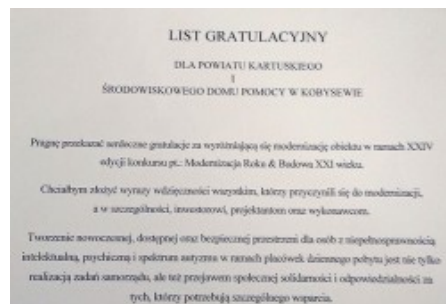 LIST GRATULACYJNY
DLA POWIATU KARTUSKIEGO
I
ŚRODOWISKOWEGO DOMU POMOCY W KOBYSEWIE
Pragnę przekazać serdeczne gratulacje za wyróżniającą się modernizację obiektu w ramach XXIV
edycji konkursu pt.: Modernizacja Roku & Budowa XXI wieku.
Chciałbym złożyć wyrazy wdzięczności wszystkim, którzy przyczynili się do modernizacji,
a w szczególności, inwestorowi, projektantom oraz wykonawcom.
Tworzenie nowoczesnej, dostępnej oraz bezpiecznej przestrzeni dla osób z niepełnosprawnością
intelektualną, psychiczną i spektrum autyzmu w ramach placówek dziennego pobytu jest nie tylko
realizacją zadań samorządu, ale też przejawem społecznej solidarności i odpowiedzialności za
tych, którzy potrzebują szczególnego wsparcia.